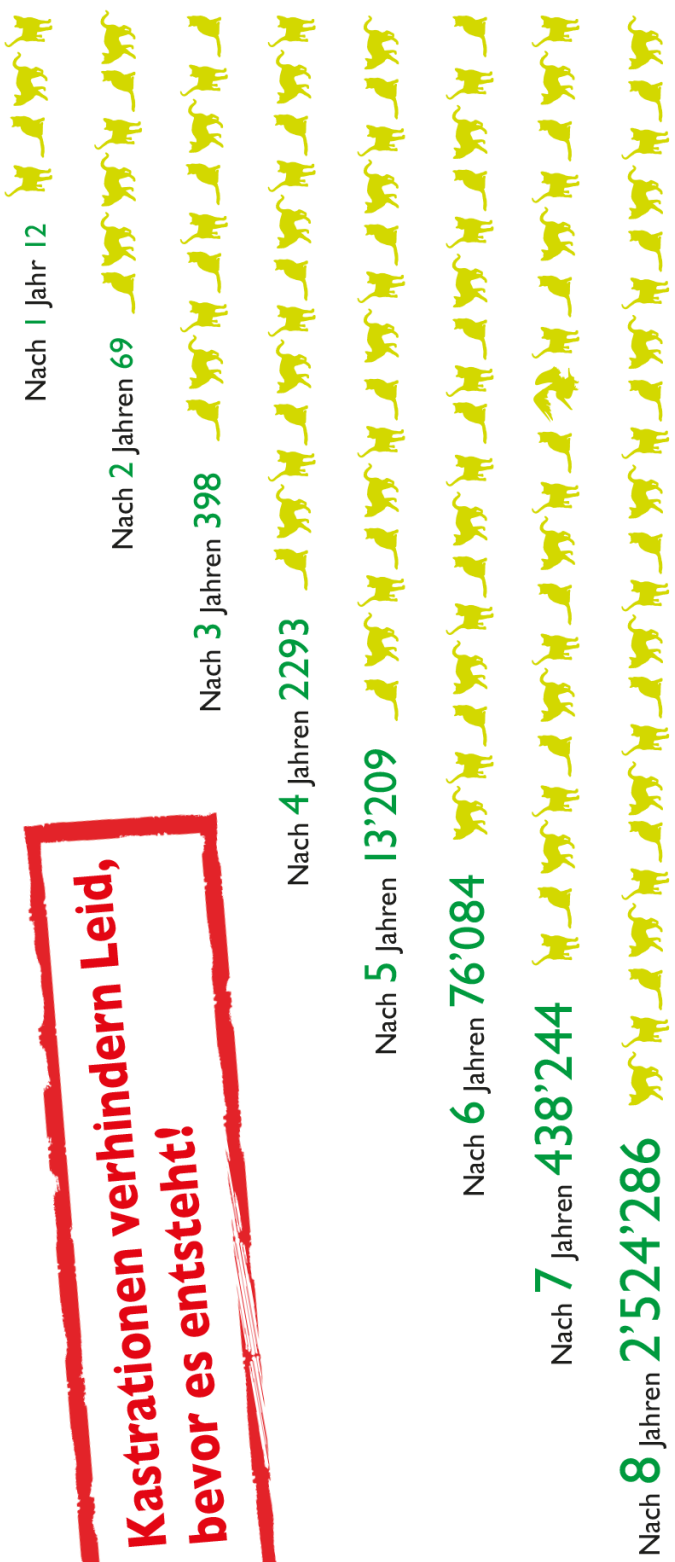 Nach 1 Jahr 12
Nach 2 Jahren 69
Nach 3 Jahren 398
Nach 4 Jahren 2293
Nach 5 Jahren 13’209
Nach 6 Jahren 76’084
Nach 7 Jahren 438’244
Nach 8 Jahren 2’524’286
Kastrationen verhindern Leid,
bevor es entsteht!